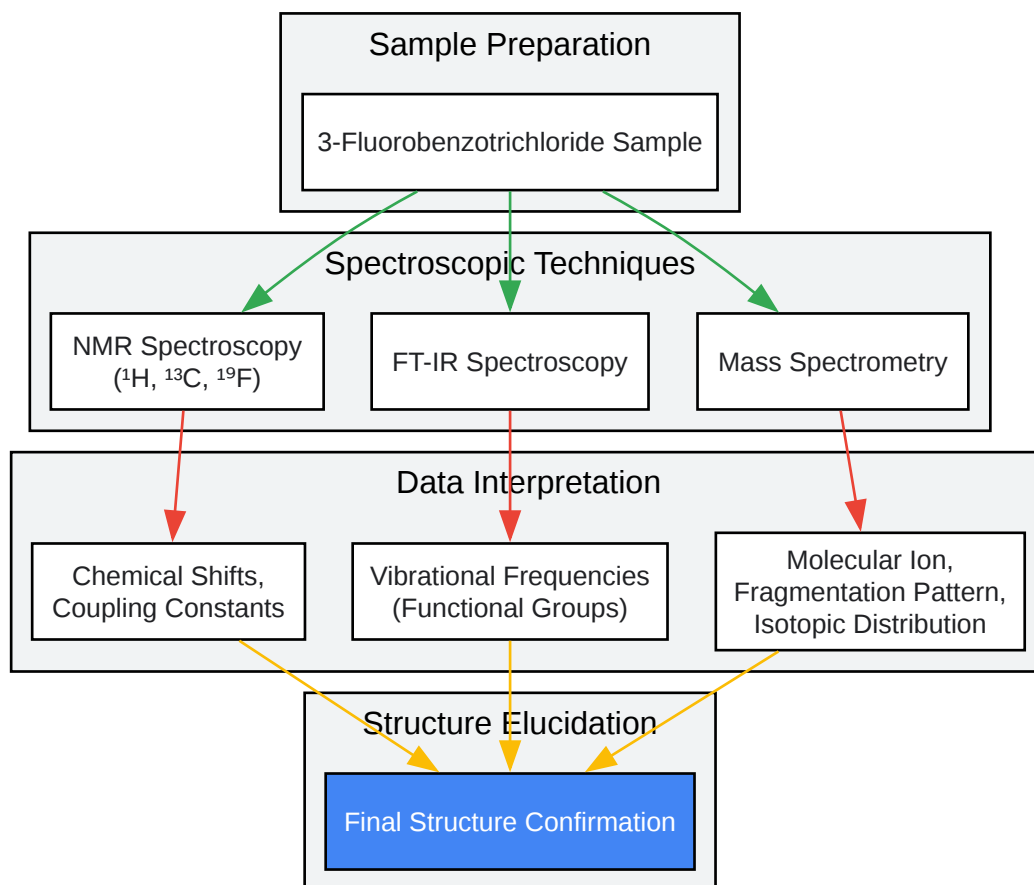 Sample Preparation
3-Fluorobenzotrichloride Sample
Spectroscopic Techniques
NMR Spectroscopy
(¹H, ¹³C, ¹⁹F)
FT-IR Spectroscopy
Mass Spectrometry
Data Interpretation
Chemical Shifts,
Coupling Constants
Vibrational Frequencies
(Functional Groups)
Molecular Ion,
Fragmentation Pattern,
Isotopic Distribution
Structure Elucidation
Final Structure Confirmation